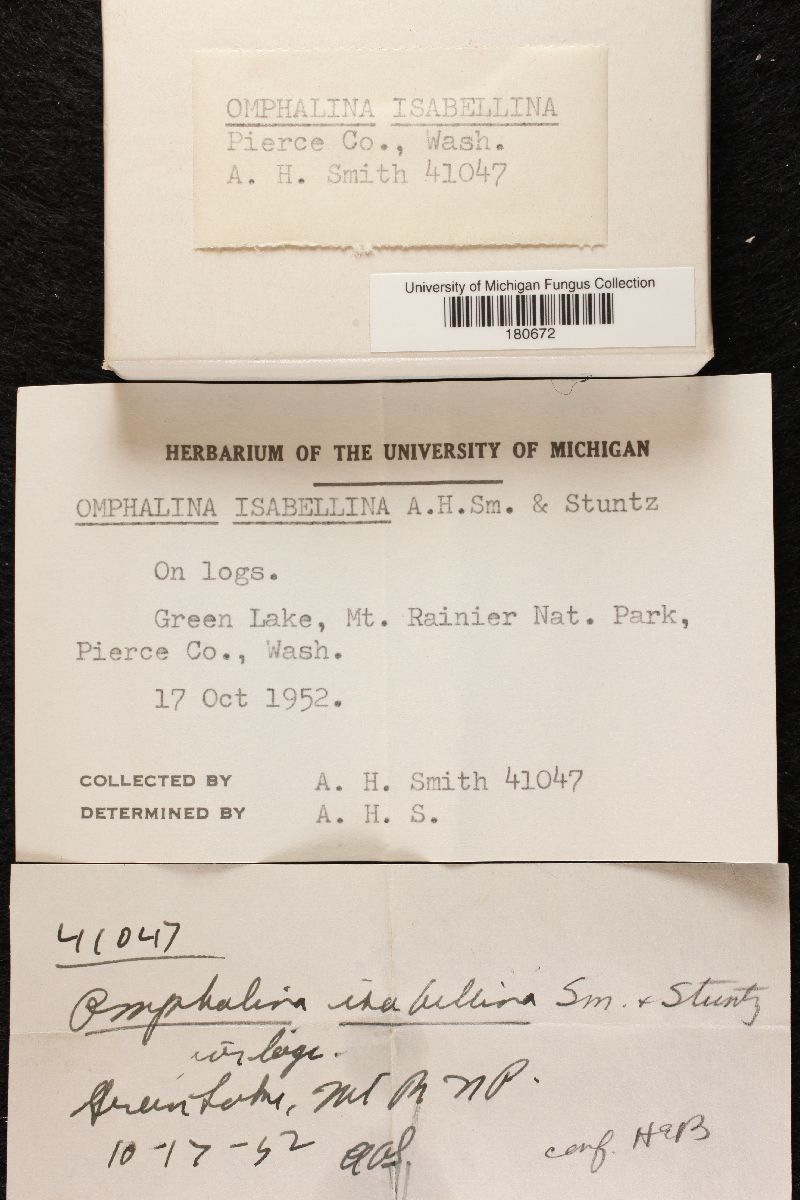 OMPHALINA ISABELLINA
Pierce Co., Wash.
A. H. Smith 41047
University of Michigan Fungus Collection
180672
HERBARIUM OF THE UNIVERSITY OF MICHIGAN
OMPHALINA ISABELLINA A.H.Sm. & Stuntz
On logs.
Green Lake, Mt. Rainier Nat. Park,
Pierce Co., Wash.
17 Oct 1952.
COLLECTED BY A. H. Smith 41047
DETERMINED BY A. H. S.
41047
Omphalina isabellina Sm. & Stuntz
on logs.
Green Lake, Mt R NP.
10-17-52
conf. HEB